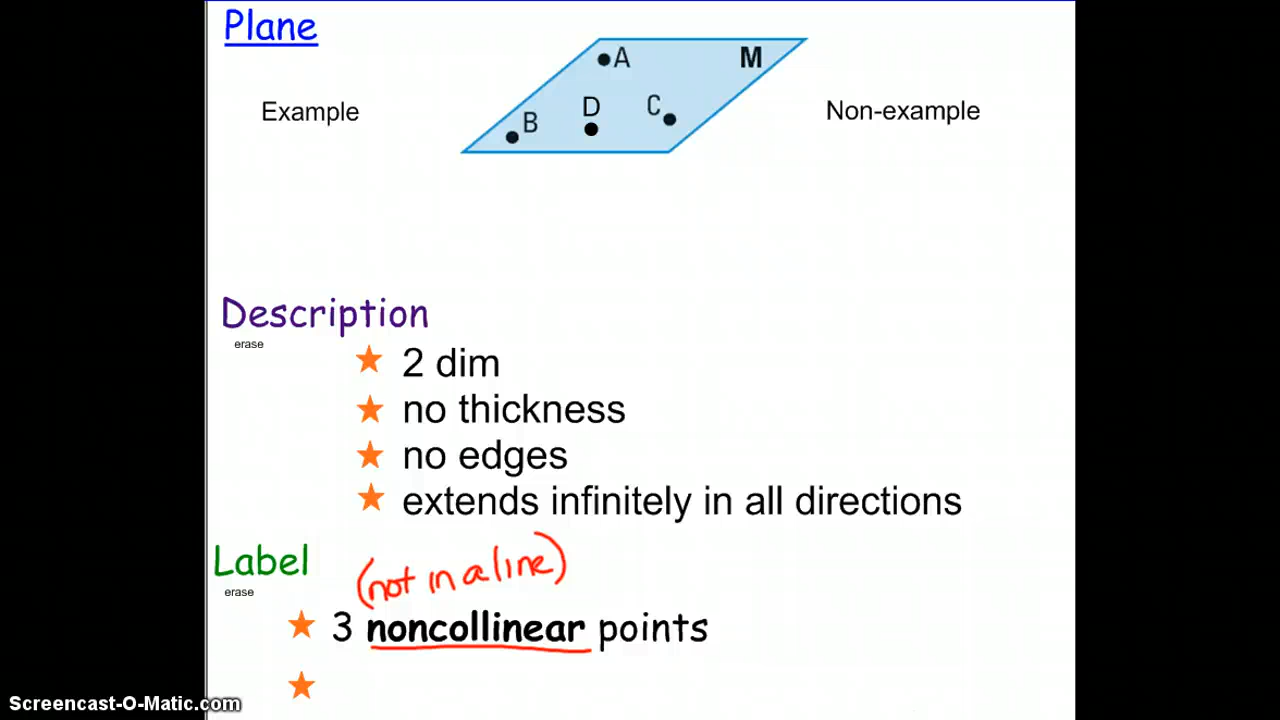 Plane
A
M
Example
B
D
C
Non-example
Description
erase
2 dim
no thickness
no edges
extends infinitely in all directions
Label
(not in a line)
erase
3 noncollinear points
Screencast-O-Matic.com